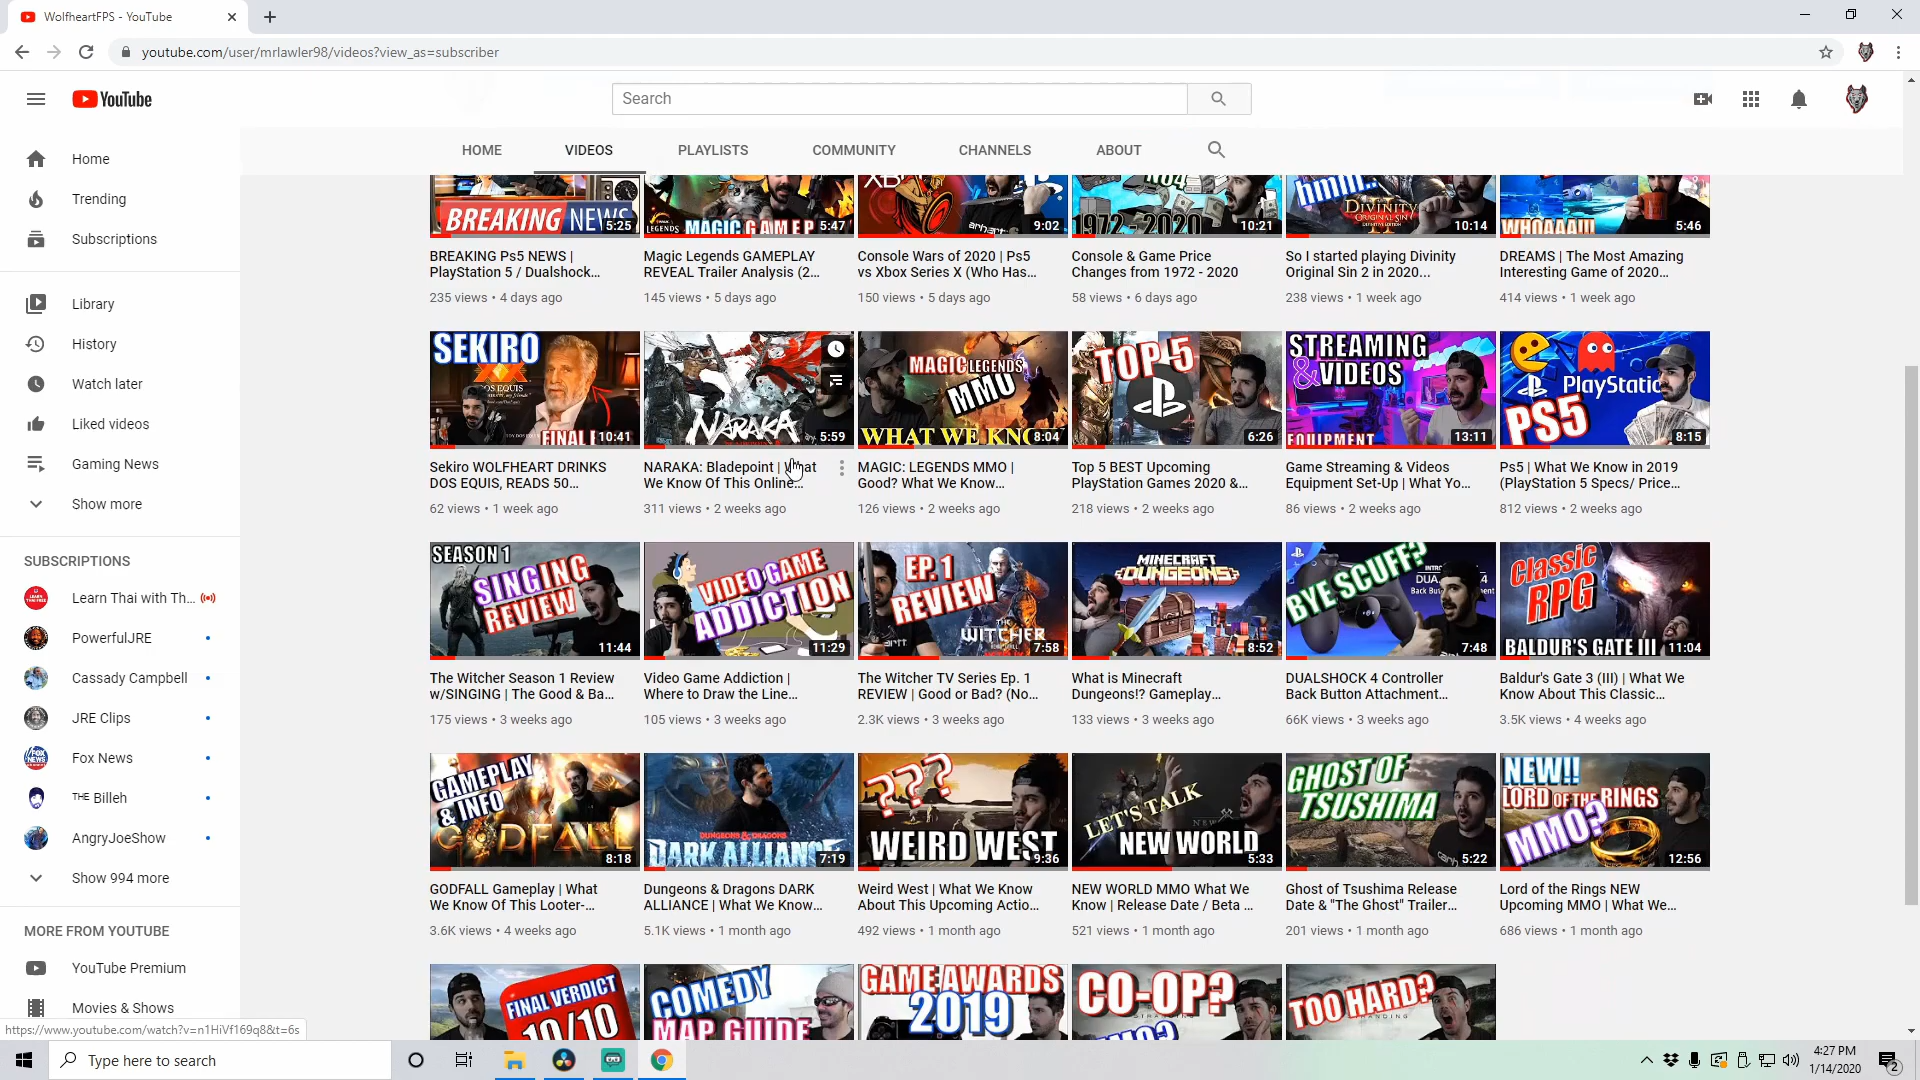 WolfheartFPS - YouTube
youtube.com/user/mrlawler98/videos?view_as=subscriber
YouTube
Search
HOME
VIDEOS
PLAYLISTS
COMMUNITY
CHANNELS
ABOUT
Home
Trending
Subscriptions
Library
History
Watch later
Liked videos
Gaming News
Show more
SUBSCRIPTIONS
Learn Thai with Th...
PowerfulJRE
Cassady Campbell
JRE Clips
Fox News
THE Billeh
AngryJoeShow
Show 994 more
MORE FROM YOUTUBE
YouTube Premium
Movies & Shows
BREAKING NEWS
5:25
BREAKING Ps5 NEWS |
PlayStation 5 / Dualshock...
235 views • 4 days ago
LEGENDS
MAGIC GAMEP
5:47
Magic Legends GAMEPLAY
REVEAL Trailer Analysis (2...
145 views • 5 days ago
XB
9:02
Console Wars of 2020 | Ps5
vs Xbox Series X (Who Has...
150 views • 5 days ago
1972-2020
10:21
Console & Game Price
Changes from 1972 - 2020
58 views • 6 days ago
hmm..
DIVINITY
ORIGINAL SIN
10:14
So I started playing Divinity
Original Sin 2 in 2020...
238 views • 1 week ago
WHOAAA!!
5:46
DREAMS | The Most Amazing
Interesting Game of 2020...
414 views • 1 week ago
SEKIRO
DOS EQUIS
FINAL
10:41
Sekiro WOLFHEART DRINKS
DOS EQUIS, READS 50...
62 views • 1 week ago
NARAKA
5:59
NARAKA: Bladepoint | What
We Know Of This Online...
311 views • 2 weeks ago
MAGIC LEGENDS
MMO
WHAT WE KNO
8:04
MAGIC: LEGENDS MMO |
Good? What We Know...
126 views • 2 weeks ago
TOP 5
6:26
Top 5 BEST Upcoming
PlayStation Games 2020 &...
218 views • 2 weeks ago
STREAMING
& VIDEOS
EQUIPMENT
13:11
Game Streaming & Videos
Equipment Set-Up | What Yo...
86 views • 2 weeks ago
PlayStatio
PS5
8:15
Ps5 | What We Know in 2019
(PlayStation 5 Specs/ Price...
812 views • 2 weeks ago
SEASON 1
SINGING
REVIEW
11:44
The Witcher Season 1 Review
w/SINGING | The Good & Ba...
175 views • 3 weeks ago
VIDEO GAME
ADDICTION
11:29
Video Game Addiction |
Where to Draw the Line...
105 views • 3 weeks ago
EP. 1
REVIEW
THE
WITCHER
7:58
The Witcher TV Series Ep. 1
REVIEW | Good or Bad? (No...
2.3K views • 3 weeks ago
MINECRAFT
DUNGEONS
8:52
What is Minecraft
Dungeons!? Gameplay...
133 views • 3 weeks ago
BYE SCUFF?
Back But
7:48
DUALSHOCK 4 Controller
Back Button Attachment...
66K views • 3 weeks ago
Classic
RPG
BALDUR'S GATE III
11:04
Baldur's Gate 3 (III) | What We
Know About This Classic...
3.5K views • 4 weeks ago
GAMEPLAY
& INFO
GODFALL
8:18
GODFALL Gameplay | What
We Know Of This Looter-...
3.6K views • 4 weeks ago
DUNGEONS & DRAGONS
DARK ALLIANCE
7:19
Dungeons & Dragons DARK
ALLIANCE | What We Know...
5.1K views • 1 month ago
???
WEIRD WEST
9:36
Weird West | What We Know
About This Upcoming Actio...
492 views • 1 month ago
LET'S TALK
NEW WORLD
5:33
NEW WORLD MMO What We
Know | Release Date / Beta ...
521 views • 1 month ago
GHOST OF
TSUSHIMA
5:22
Ghost of Tsushima Release
Date & "The Ghost" Trailer...
201 views • 1 month ago
NEW!!
LORD OF THE RINGS
MMO?
12:56
Lord of the Rings NEW
Upcoming MMO | What We...
686 views • 1 month ago
FINAL VERDICT
10/10
COMEDY
MAP GUIDE
GAME AWARDS
2019
CO-OP?
TOO HARD?
https://www.youtube.com/watch?v=n1HiVf169q8&t=6s
Type here to search
4:27 PM
1/14/2020
2